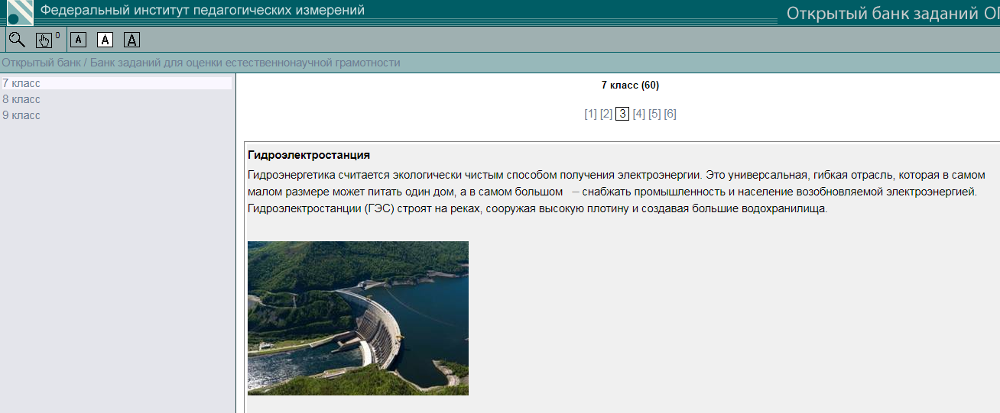 Федеральный институт педагогических измерений
Открытый банк заданий
0
А А А
Открытый банк / Банк заданий для оценки естественнонаучной грамотности
7 класс
8 класс
9 класс
7 класс (60)
[1] [2] 3 [4] [5] [6]
Гидроэлектростанция
Гидроэнергетика считается экологически чистым способом получения электроэнергии. Это универсальная, гибкая отрасль, которая в самом
малом размере может питать один дом, а в самом большом – снабжать промышленность и население возобновляемой электроэнергией.
Гидроэлектростанции (ГЭС) строят на реках, сооружая высокую плотину и создавая большие водохранилища.